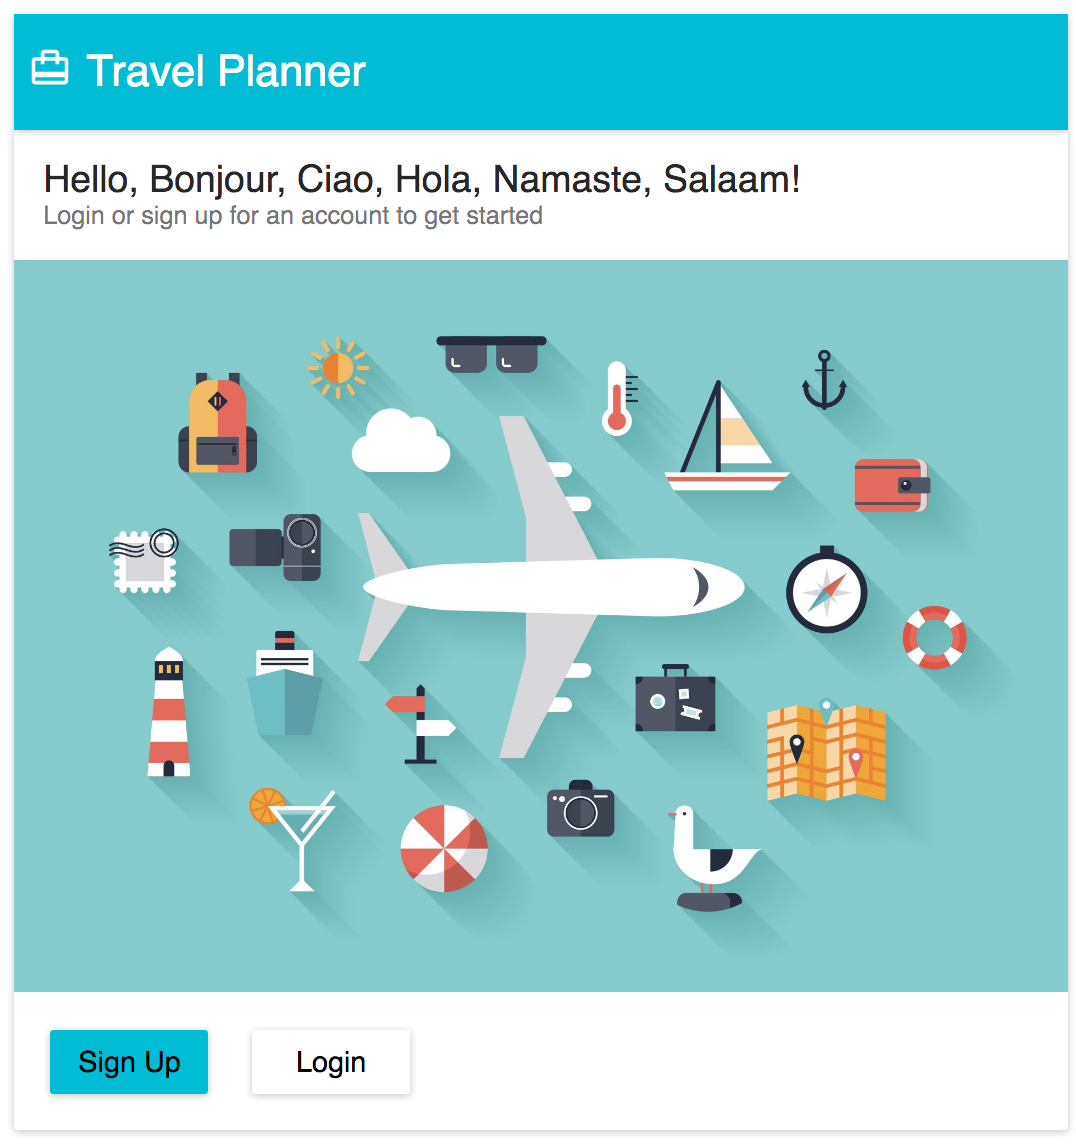 Travel Planner
Hello, Bonjour, Ciao, Hola, Namaste, Salaam!
Login or sign up for an account to get started
Sign Up
Login